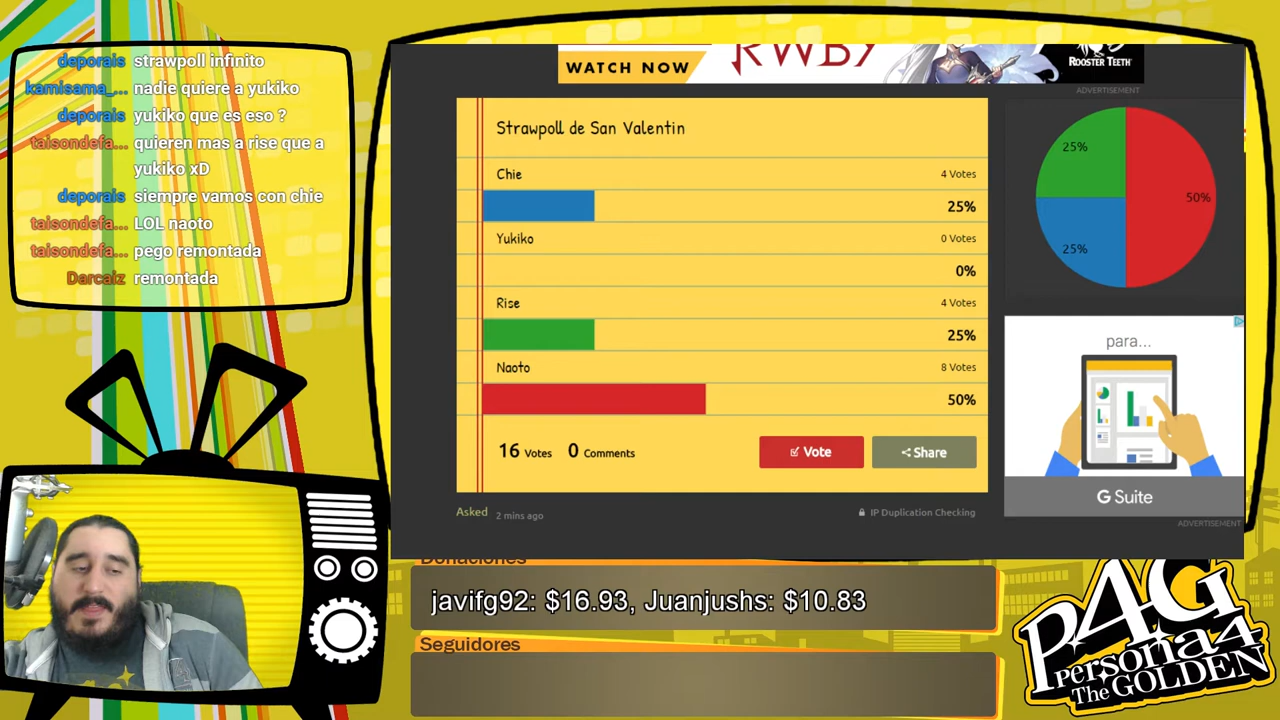 deporais strawpoll infinito
kamisama_... nadie quiere a yukiko
deporais yukiko que es eso ?
taisondefa... quieren mas a rise que a
yukiko xD
deporais siempre vamos con chie
taisondefa... LOL naoto
taisondefa... pego remontada
Darcaiz remontada
WATCH NOW
RWBY
ROOSTER TEETH
ADVERTISEMENT
Strawpoll de San Valentin
Chie 4 Votes
25%
Yukiko 0 Votes
0%
Rise 4 Votes
25%
Naoto 8 Votes
50%
16 Votes 0 Comments
Vote
Share
Asked 2 mins ago
IP Duplication Checking
25%
50%
25%
para...
G Suite
ADVERTISEMENT
Donaciones
javifg92: $16.93, Juanjushs: $10.83
Seguidores
P4G
Persona4
The GOLDEN